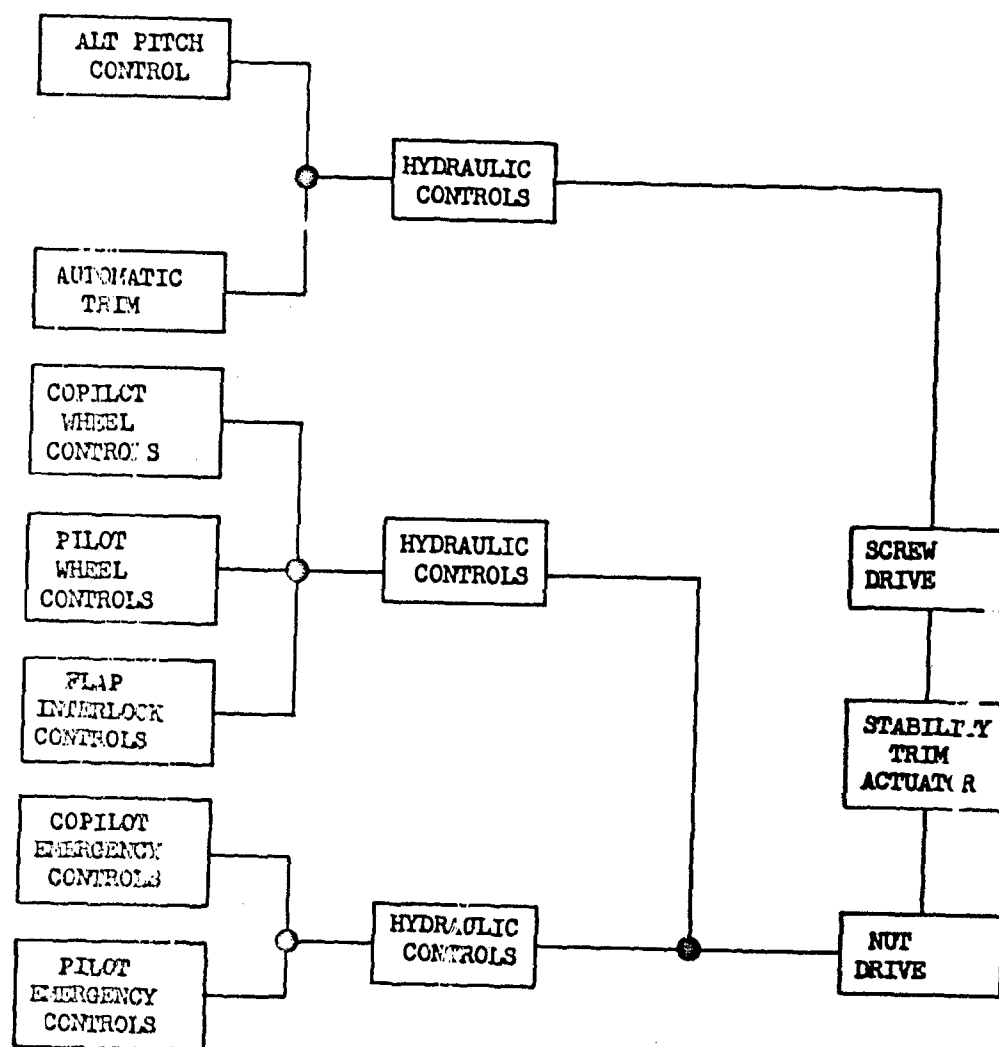 ALT PITCH
CONTROL
HYDRAULIC
CONTROLS
AUTOMATIC
TRIM
COPILOT
WHEEL
CONTROLS
PILOT
WHEEL
CONTROLS
HYDRAULIC
CONTROLS
SCREW
DRIVE
FLAP
INTERLOCK
CONTROLS
STABILITY
TRIM
ACTUATOR
COPILOT
EMERGENCY
CONTROLS
HYDRAULIC
CONTROLS
NUT
DRIVE
PILOT
EMERGENCY
CONTROLS